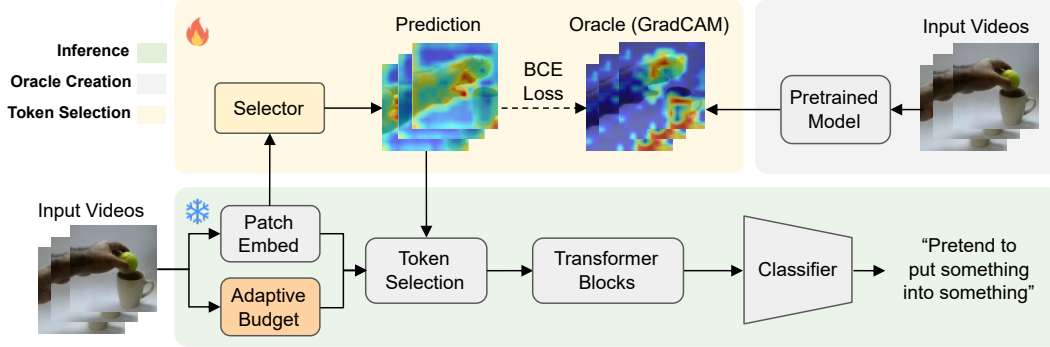 Inference
Oracle Creation
Token Selection
Prediction
Oracle (GradCAM)
Input Videos
Selector
BCE
Loss
Pretrained
Model
Input Videos
Patch
Embed
Adaptive
Budget
Token
Selection
Transformer
Blocks
Classifier
“Pretend to
put something
into something”